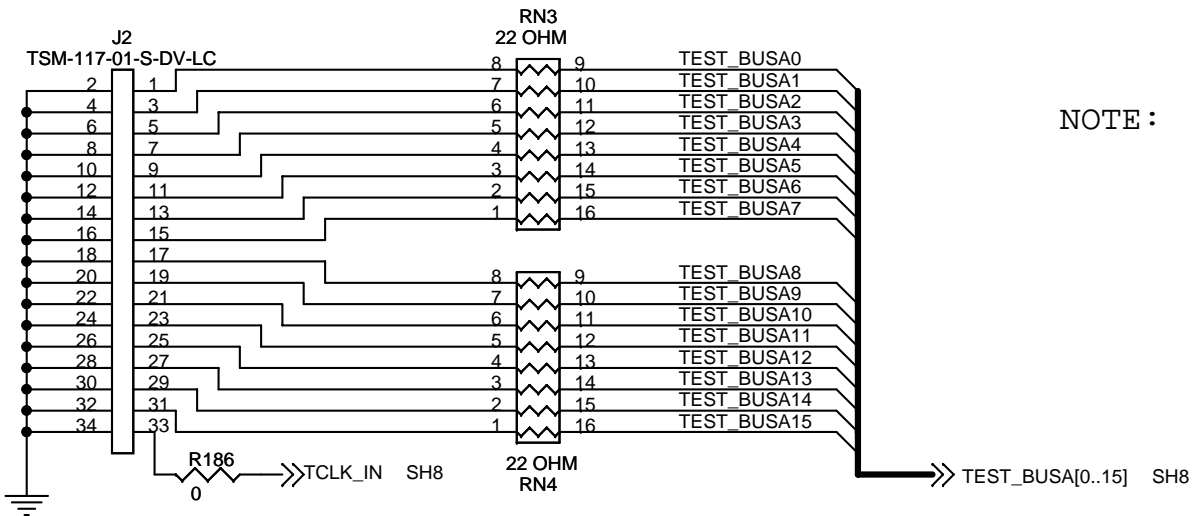 RN3
J2
22 OHM
TSM-117-01-S-DV-LC
8 9 TEST_BUSA0
2 1 7 10 TEST_BUSA1
4 3 6 11 TEST_BUSA2
6 5 5 12 TEST_BUSA3
8 7 4 13 TEST_BUSA4
10 9 3 14 TEST_BUSA5
12 11 2 15 TEST_BUSA6
14 13 1 16 TEST_BUSA7
NOTE:
16 15
18 17
20 19 8 9 TEST_BUSA8
22 21 7 10 TEST_BUSA9
24 23 6 11 TEST_BUSA10
26 25 5 12 TEST_BUSA11
28 27 4 13 TEST_BUSA12
30 29 3 14 TEST_BUSA13
32 31 2 15 TEST_BUSA14
34 33 1 16 TEST_BUSA15
R186
0
TCLK_IN SH8
22 OHM
RN4
TEST_BUSA[0..15] SH8